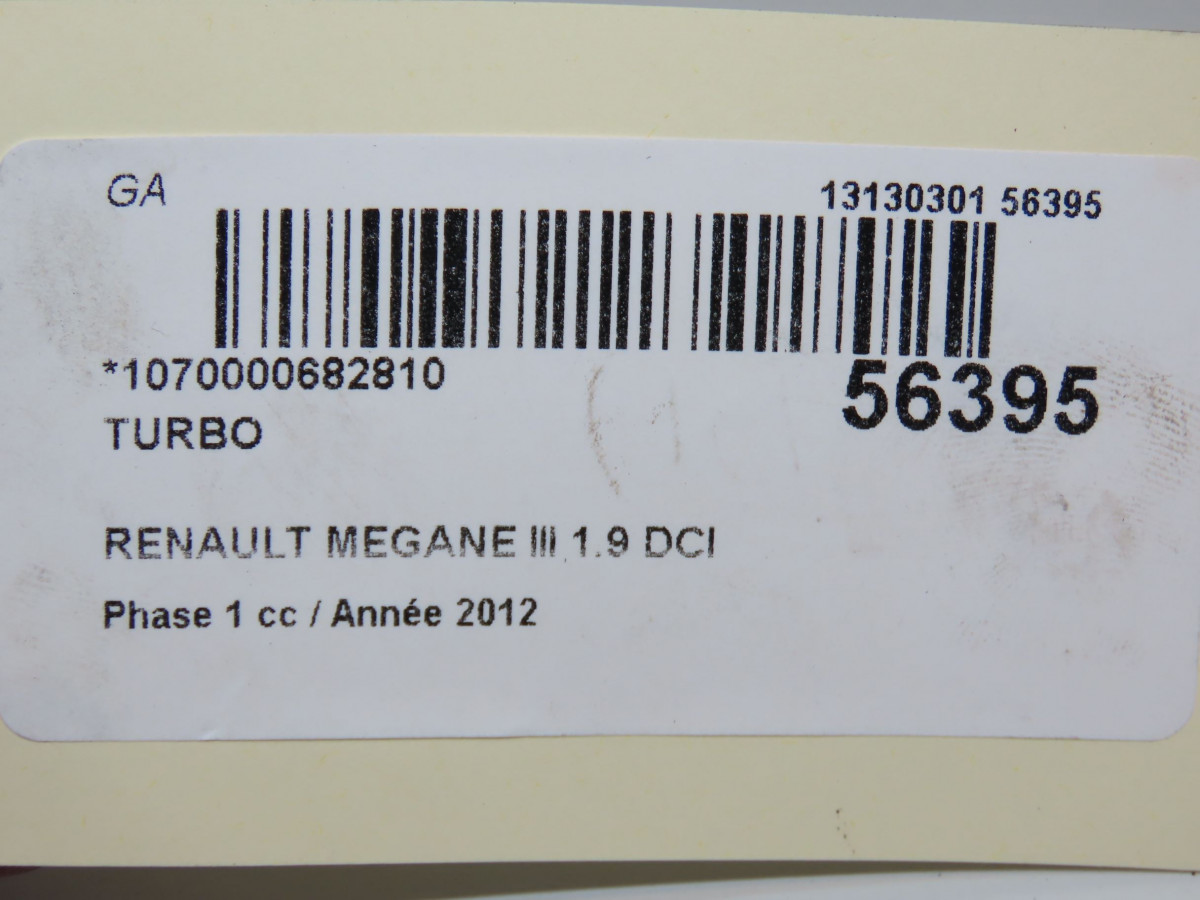 GA
13130301 56395
*1070000682810
56395
TURBO
RENAULT MEGANE III 1.9 DCI
Phase 1 cc / Année 2012